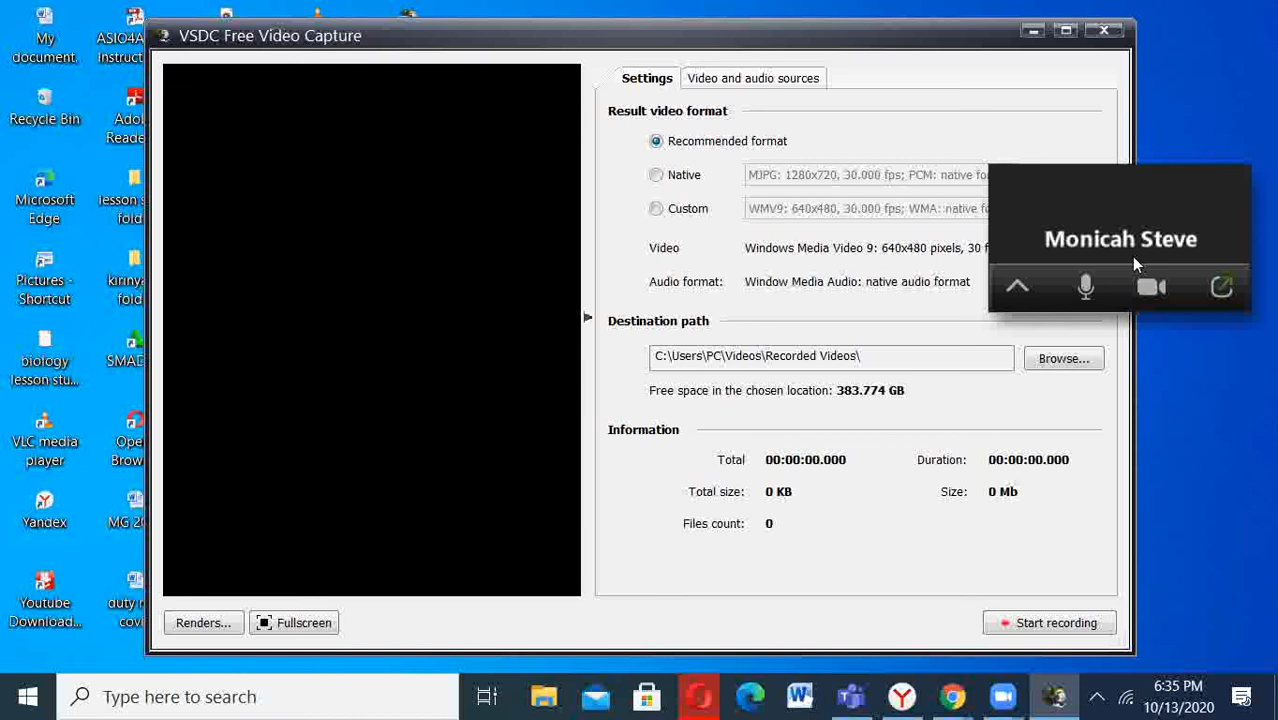 My
document.
ASIO4A
Instruct
VSDC Free Video Capture
Recycle Bin
Adol
Reade
Microsoft
Edge
lesson s
fold
Pictures -
Shortcut
kiriny
fold
biology
lesson stu...
SMAD
VLC media
player
Ope
Brow
Yandex
MG 20
Youtube
Download...
duty r
covi
Settings
Video and audio sources
Result video format
Recommended format
Native
MJPG: 1280x720, 30.000 fps; PCM: native fo
Custom
WMV9: 640x480, 30.000 fps; WMA: native fo
Video
Windows Media Video 9: 640x480 pixels, 30 f
Audio format:
Window Media Audio: native audio format
Monicah Steve
Destination path
C:\Users\PC\Videos\Recorded Videos\
Browse...
Free space in the chosen location: 383.774 GB
Information
Total
00:00:00.000
Duration:
00:00:00.000
Total size:
0 KB
Size:
0 Mb
Files count:
0
Renders...
Fullscreen
Start recording
Type here to search
6:35 PM
10/13/2020